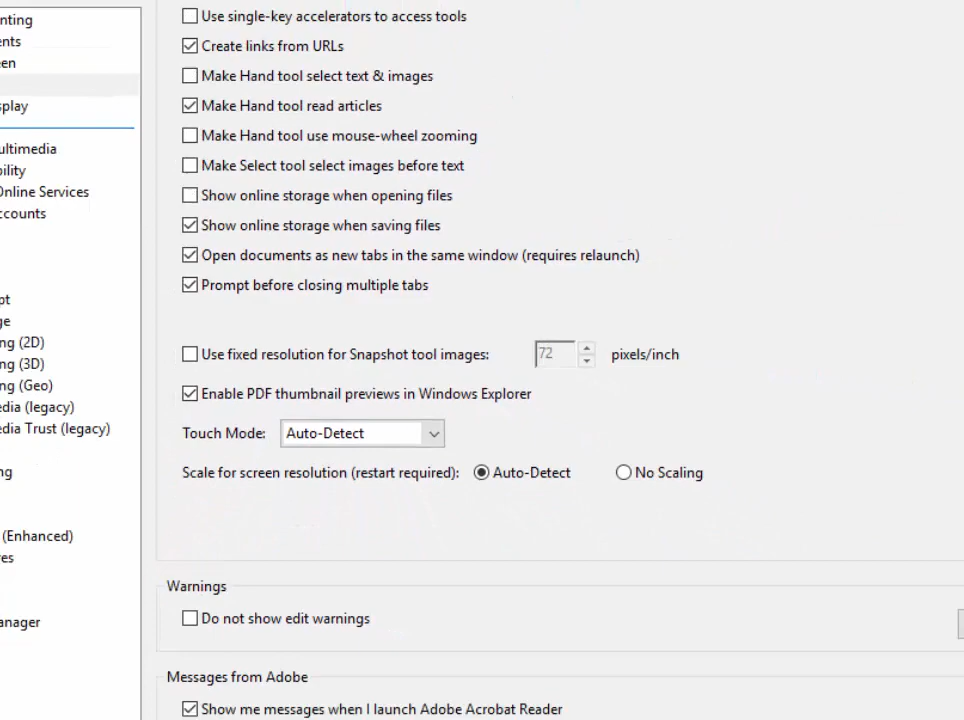 nting
ents
en
splay
ultimedia
bility
Online Services
ccounts
pt
ge
ng (2D)
ng (3D)
ng (Geo)
edia (legacy)
edia Trust (legacy)
ng
(Enhanced)
res
anager
Use single-key accelerators to access tools
Create links from URLs
Make Hand tool select text & images
Make Hand tool read articles
Make Hand tool use mouse-wheel zooming
Make Select tool select images before text
Show online storage when opening files
Show online storage when saving files
Open documents as new tabs in the same window (requires relaunch)
Prompt before closing multiple tabs
Use fixed resolution for Snapshot tool images: 72 pixels/inch
Enable PDF thumbnail previews in Windows Explorer
Touch Mode: Auto-Detect
Scale for screen resolution (restart required): Auto-Detect No Scaling
Warnings
Do not show edit warnings
Messages from Adobe
Show me messages when I launch Adobe Acrobat Reader